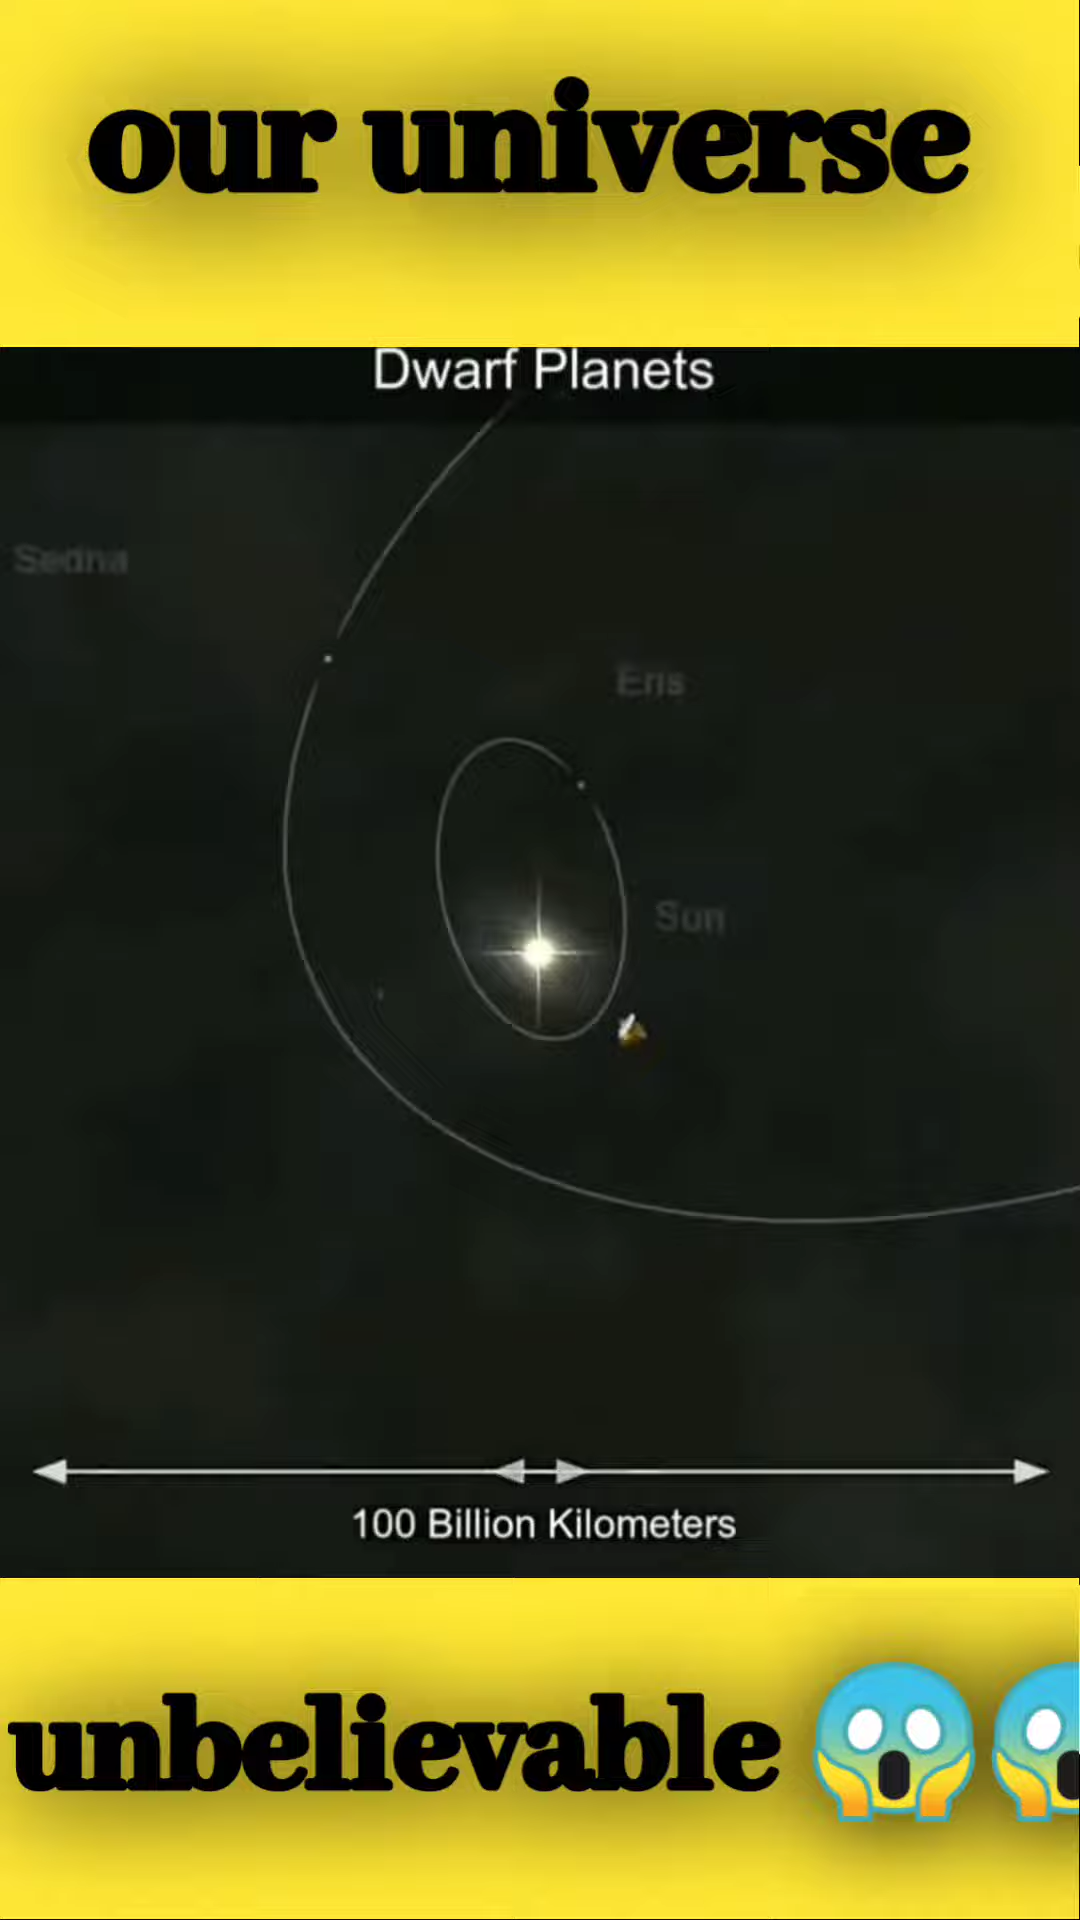 our universe
Dwarf Planets
Sedna
Eris
Sun
100 Billion Kilometers
unbelievable 😱😱